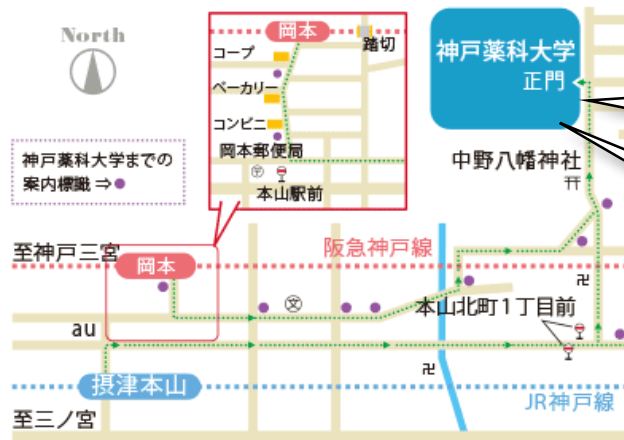 North
岡本
踏切
コープ
ベーカリー
コンビニ
岡本郵便局
本山駅前
神戸薬科大学
正門
中野八幡神社
神戸薬科大学までの
案内標識 ⇒
至神戸三宮
岡本
阪急神戸線
文
au
本山北町1丁目前
卍
卍
摂津本山
JR神戸線
至三ノ宮